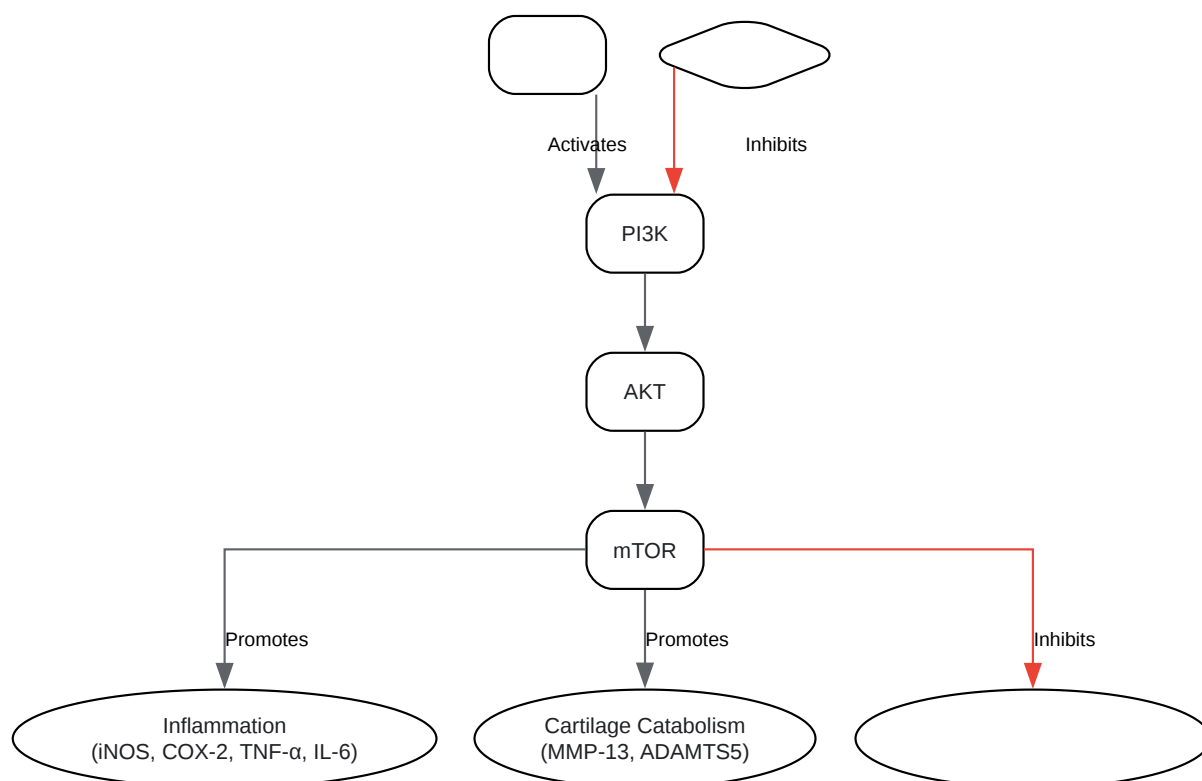 Activates
Inhibits
PI3K
AKT
mTOR
Promotes
Promotes
Inhibits
Inflammation
(iNOS, COX-2, TNF-α, IL-6)
Cartilage Catabolism
(MMP-13, ADAMTS5)